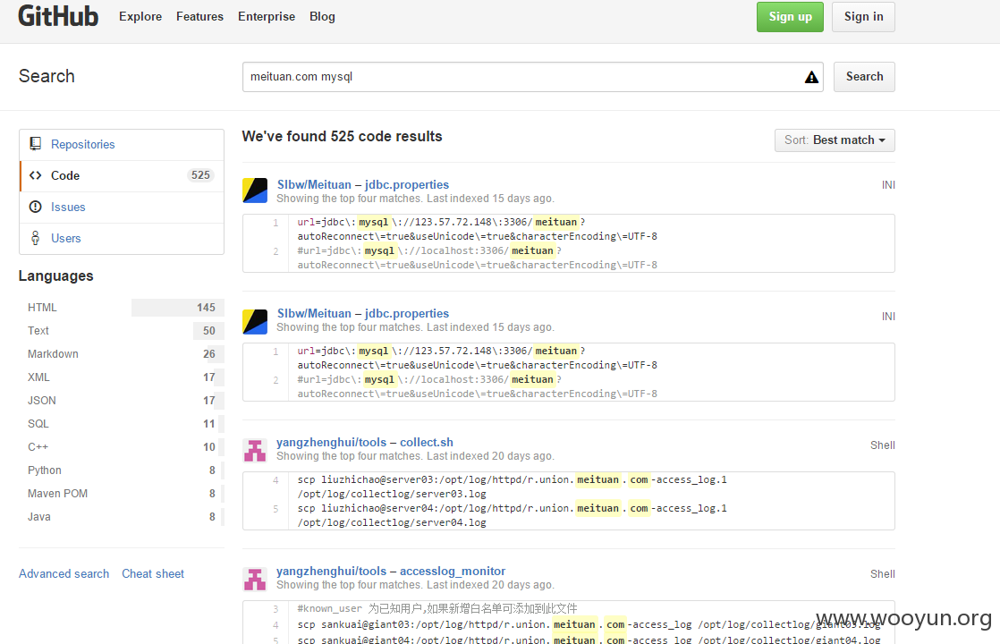 GitHub Explore Features Enterprise Blog Sign up Sign in
Search meituan.com mysql Search
Repositories
Code 525
Issues
Users
Languages
HTML 145
Text 50
Markdown 26
XML 17
JSON 17
SQL 11
C++ 10
Python 8
Maven POM 8
Java 8
Advanced search Cheat sheet
We've found 525 code results Sort: Best match
Slbw/Meituan – jdbc.properties INI
Showing the top four matches. Last indexed 15 days ago.
1 url=jdbc\:mysql\://123.57.72.148\:3306/meituan?
autoReconnect\=true&useUnicode\=true&characterEncoding\=UTF-8
2 #url=jdbc\:mysql\://localhost:3306/meituan?
autoReconnect\=true&useUnicode\=true&characterEncoding\=UTF-8
Slbw/Meituan – jdbc.properties INI
Showing the top four matches. Last indexed 15 days ago.
1 url=jdbc\:mysql\://123.57.72.148\:3306/meituan?
autoReconnect\=true&useUnicode\=true&characterEncoding\=UTF-8
2 #url=jdbc\:mysql\://localhost:3306/meituan?
autoReconnect\=true&useUnicode\=true&characterEncoding\=UTF-8
yangzhenghui/tools – collect.sh Shell
Showing the top four matches. Last indexed 20 days ago.
4 scp liuzhichao@server03:/opt/log/httpd/r.union.meituan.com-access_log.1
/opt/log/collectlog/server03.log
5 scp liuzhichao@server04:/opt/log/httpd/r.union.meituan.com-access_log.1
/opt/log/collectlog/server04.log
yangzhenghui/tools – accesslog_monitor Shell
Showing the top four matches. Last indexed 20 days ago.
3 #known_user 为已知用户,如果新增白名单可添加到此文件
4 scp sankuai@giant03:/opt/log/httpd/r.union.meituan.com-access_log /opt/log/collectlog/giant03.log
5 scp sankuai@giant04:/opt/log/httpd/r.union.meituan.com-access_log /opt/log/collectlog/giant04.log
www.wooyun.org